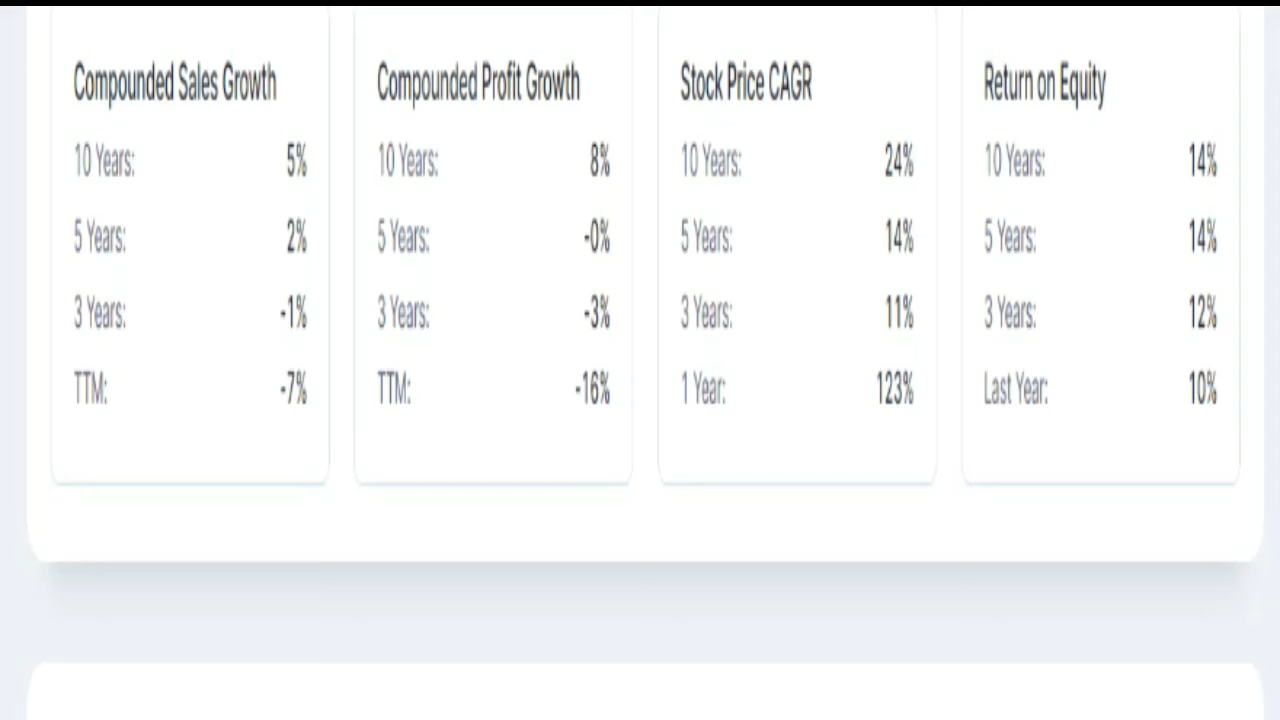 Compounded Sales Growth
10 Years: 5%
5 Years: 2%
3 Years: -1%
TTM: -7%
Compounded Profit Growth
10 Years: 8%
5 Years: -0%
3 Years: -3%
TTM: -16%
Stock Price CAGR
10 Years: 24%
5 Years: 14%
3 Years: 11%
1 Year: 123%
Return on Equity
10 Years: 14%
5 Years: 14%
3 Years: 12%
Last Year: 10%